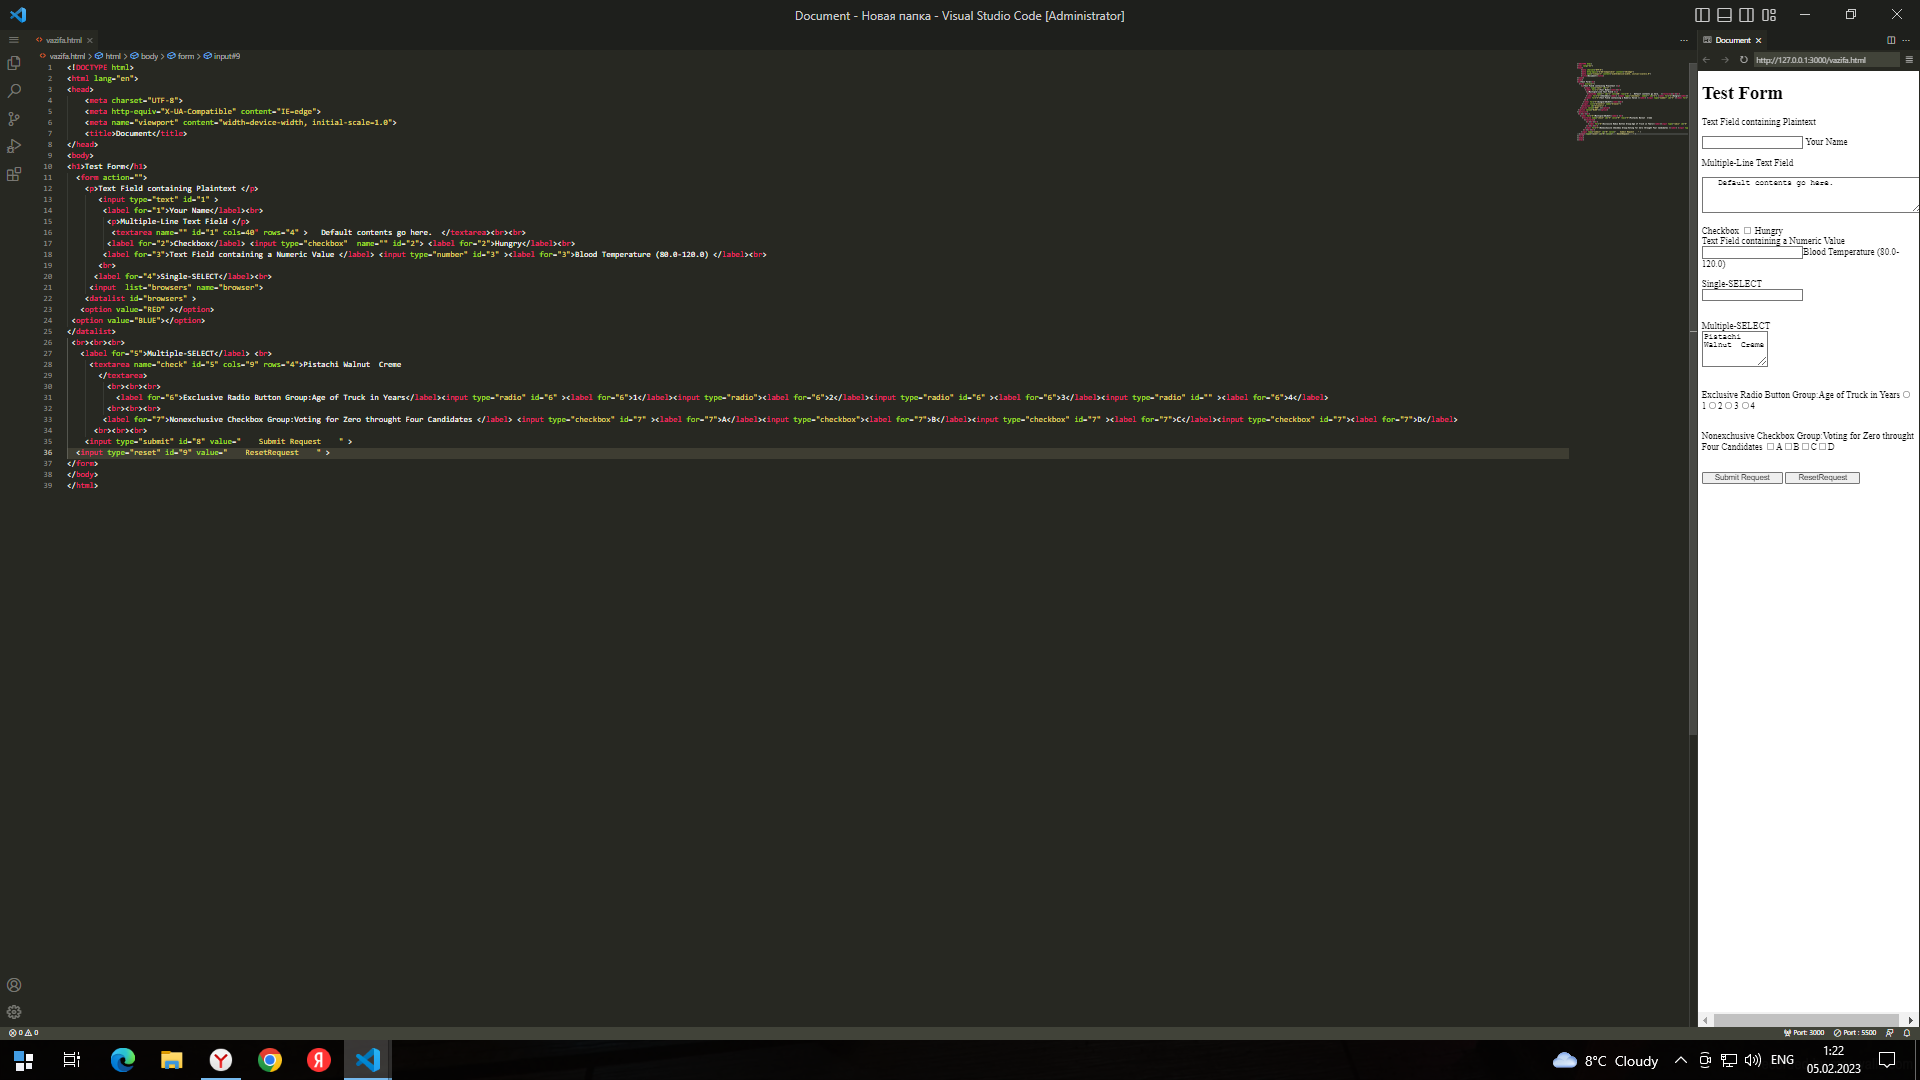 Document - Новая папка - Visual Studio Code [Administrator]
vazifa.html
vazifa.html > html > body > form > input#9
1 <!DOCTYPE html>
2 <html lang="en">
3 <head>
4 <meta charset="UTF-8">
5 <meta http-equiv="X-UA-Compatible" content="IE=edge">
6 <meta name="viewport" content="width=device-width, initial-scale=1.0">
7 <title>Document</title>
8 </head>
9 <body>
10 <h1>Test Form</h1>
11 <form action="">
12 <p>Text Field containing Plaintext </p>
13 <input type="text" id="1" >
14 <label for="1">Your Name</label><br>
15 <p>Multiple-Line Text Field </p>
16 <textarea name="" id="1" cols=40" rows="4" > Default contents go here. </textarea><br><br>
17 <label for="2">Checkbox</label> <input type="checkbox" name="" id="2"> <label for="2">Hungry</label><br>
18 <label for="3">Text Field containing a Numeric Value </label> <input type="number" id="3" ><label for="3">Blood Temperature (80.0-120.0) </label><br>
19 <br>
20 <label for="4">Single-SELECT</label><br>
21 <input list="browsers" name="browser">
22 <datalist id="browsers" >
23 <option value="RED" ></option>
24 <option value="BLUE"></option>
25 </datalist>
26 <br><br><br>
27 <label for="5">Multiple-SELECT</label> <br>
28 <textarea name="check" id="5" cols="9" rows="4">Pistachi Walnut Creme
29 </textarea>
30 <br><br><br>
31 <label for="6">Exclusive Radio Button Group:Age of Truck in Years</label><input type="radio" id="6" ><label for="6">1</label><input type="radio"><label for="6">2</label><input type="radio" id="6" ><label for="6">3</label><input type="radio" id="" ><label for="6">4</label>
32 <br><br><br>
33 <label for="7">Nonexchusive Checkbox Group:Voting for Zero throught Four Candidates </label> <input type="checkbox" id="7" ><label for="7">A</label><input type="checkbox"><label for="7">B</label><input type="checkbox" id="7" ><label for="7">C</label><input type="checkbox" id="7"><label for="7">D</label>
34 <br><br><br>
35 <input type="submit" id="8" value=" Submit Request " >
36 <input type="reset" id="9" value=" ResetRequest " >
37 </form>
38 </body>
39 </html>
Document
http://127.0.0.1:3000/vazifa.html
Test Form
Text Field containing Plaintext
Your Name
Multiple-Line Text Field
Default contents go here.
Checkbox Hungry
Text Field containing a Numeric Value
Blood Temperature (80.0-
120.0)
Single-SELECT
Multiple-SELECT
Pistachi
Walnut Creme
Exclusive Radio Button Group:Age of Truck in Years
1 2 3 4
Nonexchusive Checkbox Group:Voting for Zero throught
Four Candidates A B C D
Submit Request ResetRequest
0 0
Port: 3000 Port : 5500
8°C Cloudy ENG 1:22
05.02.2023